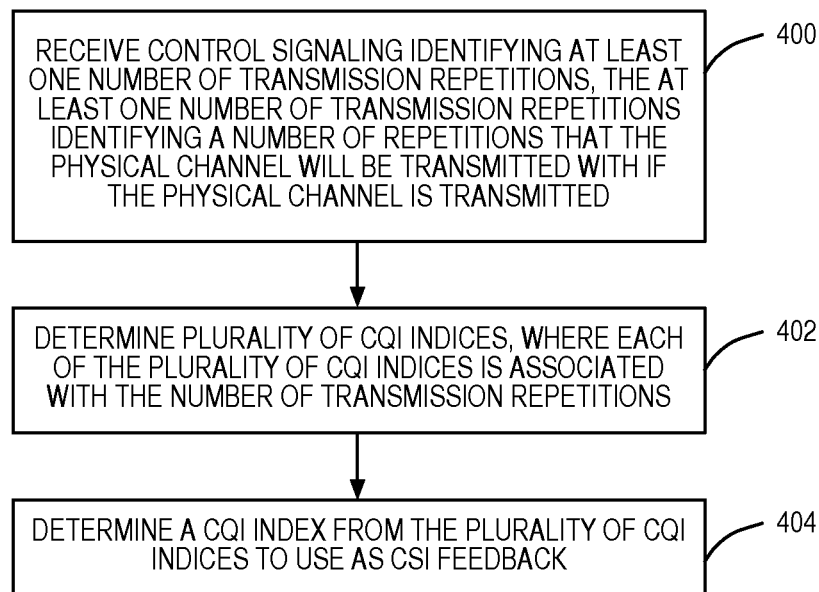 RECEIVE CONTROL SIGNALING IDENTIFYING AT LEAST
ONE NUMBER OF TRANSMISSION REPETITIONS, THE AT
LEAST ONE NUMBER OF TRANSMISSION REPETITIONS
IDENTIFYING A NUMBER OF REPETITIONS THAT THE
PHYSICAL CHANNEL WILL BE TRANSMITTED WITH IF
THE PHYSICAL CHANNEL IS TRANSMITTED
400
DETERMINE PLURALITY OF CQI INDICES, WHERE EACH
OF THE PLURALITY OF CQI INDICES IS ASSOCIATED
WITH THE NUMBER OF TRANSMISSION REPETITIONS
402
DETERMINE A CQI INDEX FROM THE PLURALITY OF CQI
INDICES TO USE AS CSI FEEDBACK
404